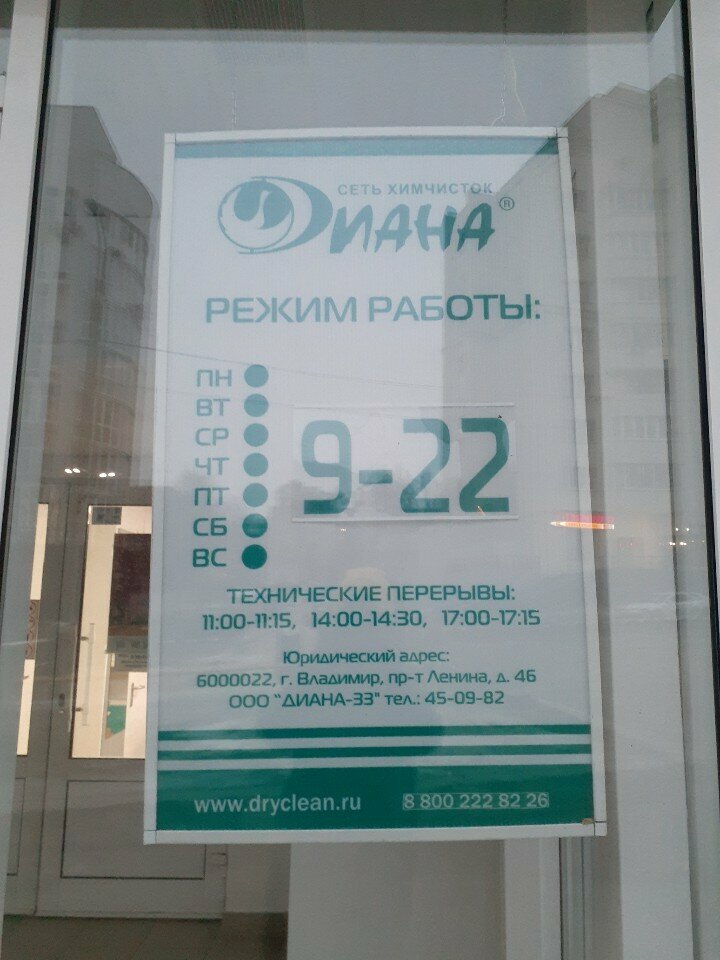 СЕТЬ ХИМЧИСТОК
ДИАНА®
РЕЖИМ РАБОТЫ:
ПН
ВТ
СР
ЧТ
ПТ
СБ
ВС
9-22
ТЕХНИЧЕСКИЕ ПЕРЕРЫВЫ:
11:00-11:15, 14:00-14:30, 17:00-17:15
Юридический адрес:
6000022, г. Владимир, пр-т Ленина, д. 46
ООО "ДИАНА-33" тел.: 45-09-82
www.dryclean.ru 8 800 222 82 26